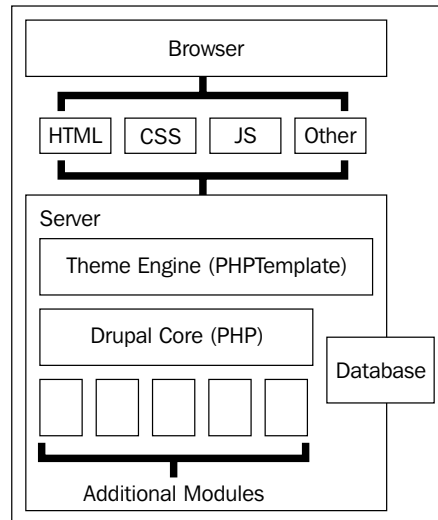 Browser
HTML
CSS
JS
Other
Server
Theme Engine (PHPTemplate)
Drupal Core (PHP)
Database
Additional Modules